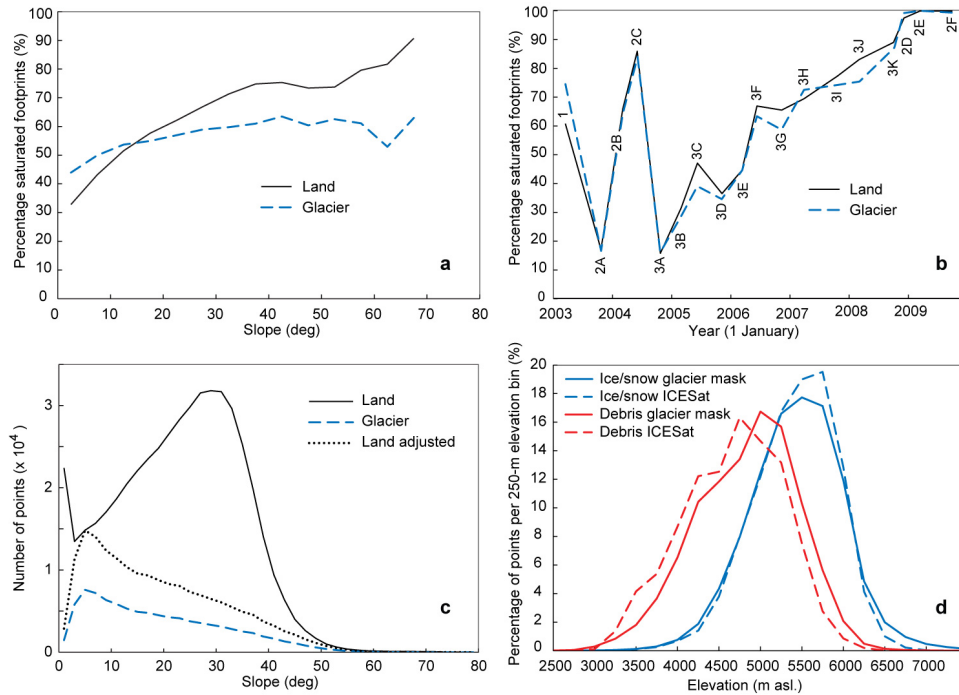 Percentage saturated footprints (%)
100
90
80
70
60
50
40
30
20
10
0
Land
Glacier
a
0 10 20 30 40 50 60 70 80
Slope (deg)
Percentage saturated footprints (%)
100
90
80
70
60
50
40
30
20
10
0
1
2A
2B
2C
3A
3B
3C
3D
3E
3F
3G
3H
3I
3J
3K
2D
2E
2F
Land
Glacier
b
2003 2004 2005 2006 2007 2008 2009
Year (1 January)
Number of points (x 10⁴)
3
2
1
0
Land
Glacier
Land adjusted
c
0 10 20 30 40 50 60 70 80
Slope (deg)
Percentage of points per 250-m elevation bin (%)
20
18
16
14
12
10
8
6
4
2
0
Ice/snow glacier mask
Ice/snow ICESat
Debris glacier mask
Debris ICESat
d
2500 3000 3500 4000 4500 5000 5500 6000 6500 7000
Elevation (m asl.)